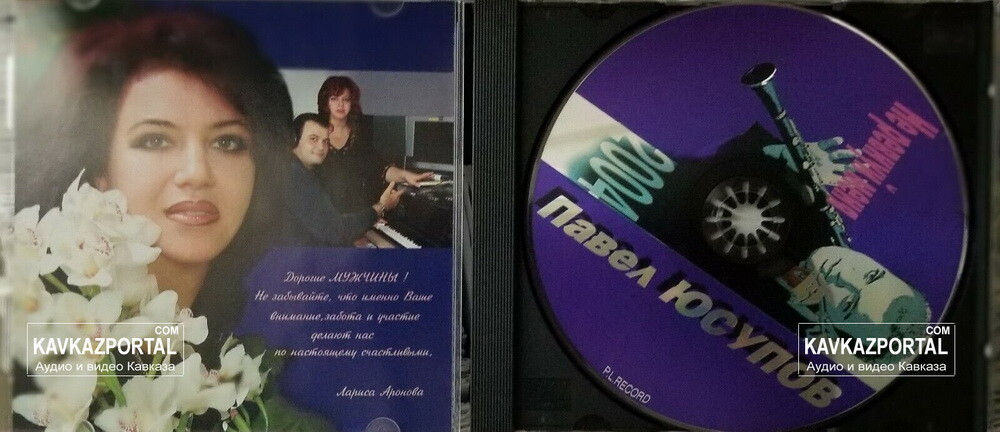 Дорогие МУЖЧИНЫ !
Не забывайте, что именно Ваше
внимание,забота и участие
делают нас
по настоящему счастливыми,
Лариса Аронова
COM
KAVKAZPORTAL
Аудио и видео Кавказа
2004
Павел ЮСУПОВ
P.L.RECORD
COM
KAVKAZPORTAL
Аудио и видео Кавказа